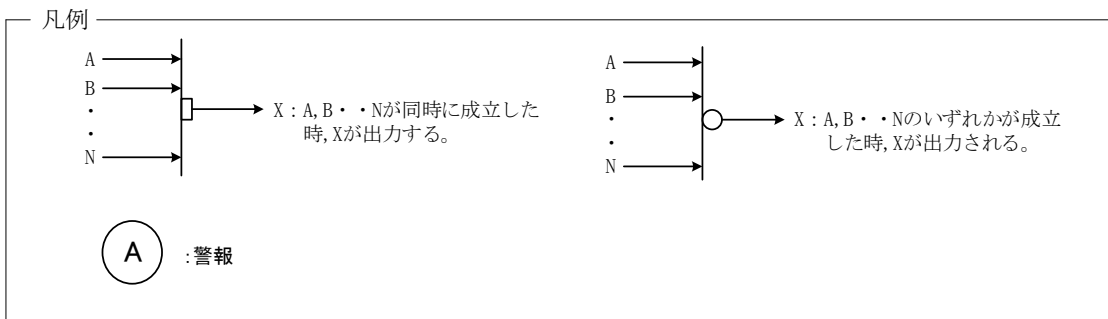 凡例
A
B
・
・
N
X：A,B・・Nが同時に成立した
時,Xが出力する。
A
B
・
・
N
X：A,B・・Nのいずれかが成立
した時,Xが出力される。
A
:警報